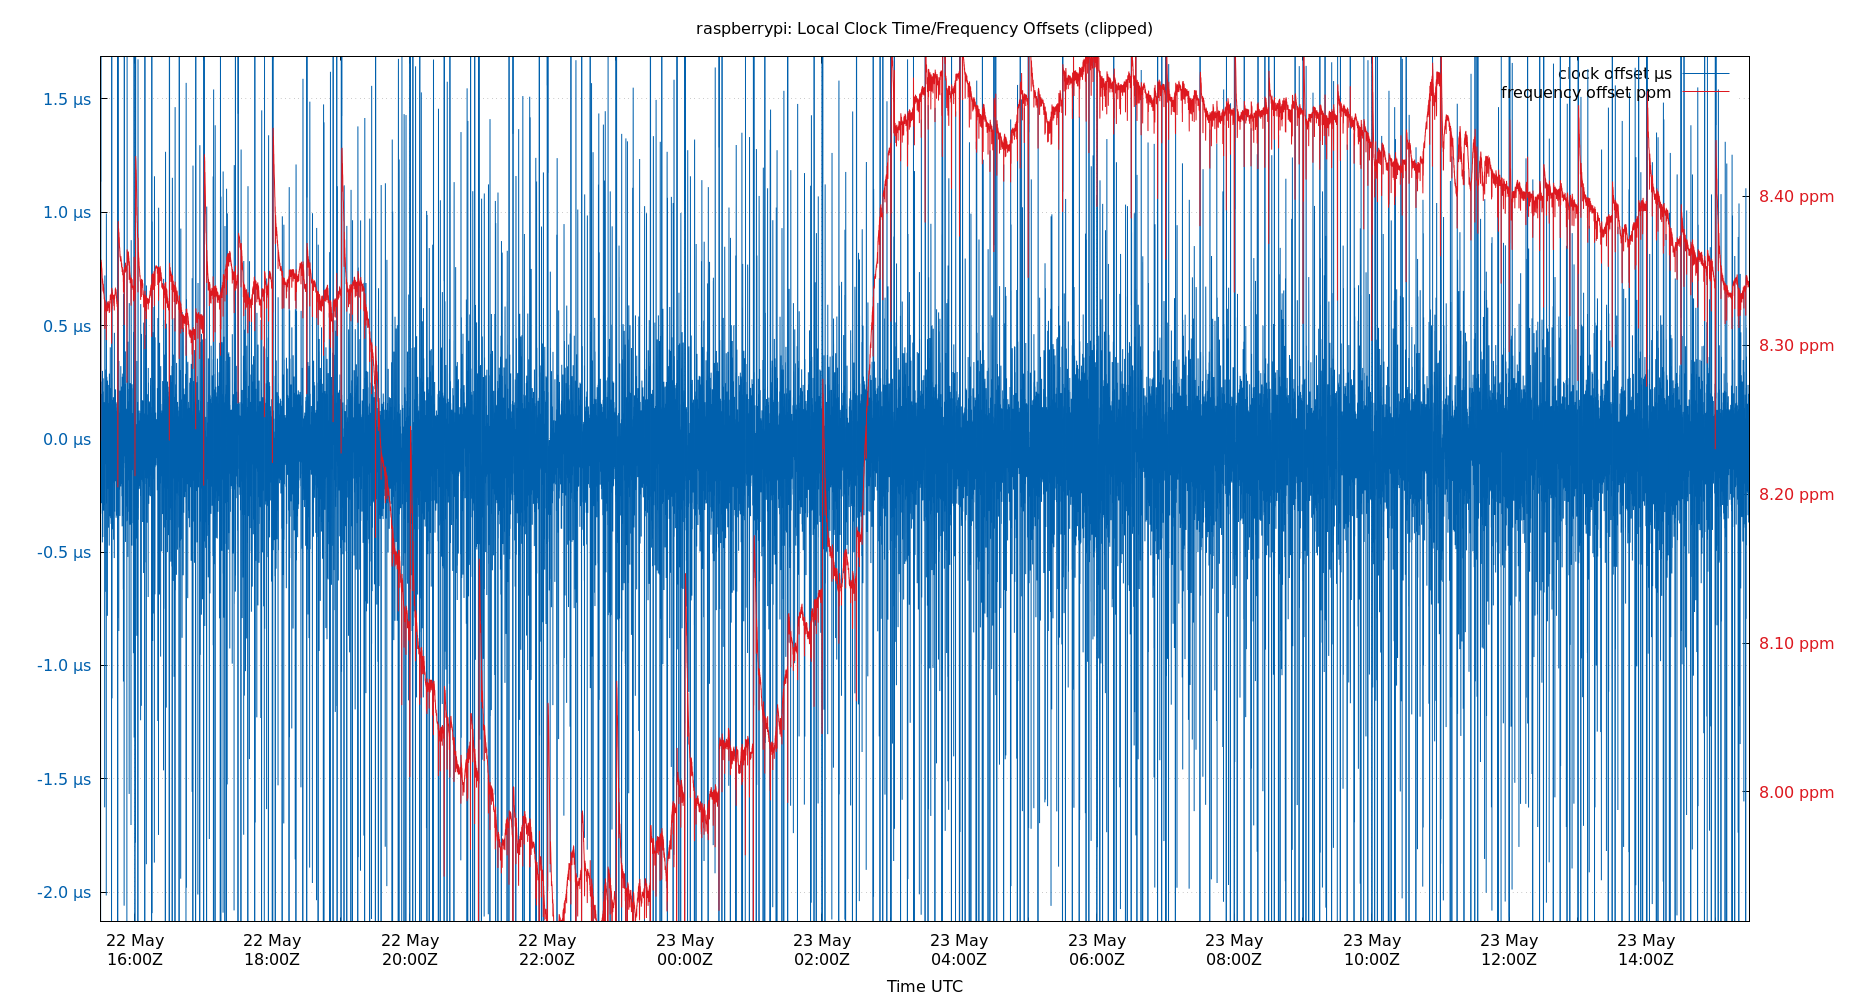 raspberrypi: Local Clock Time/Frequency Offsets (clipped)
clock offset µs
frequency offset ppm
1.5 µs
1.0 µs
0.5 µs
0.0 µs
-0.5 µs
-1.0 µs
-1.5 µs
-2.0 µs
8.40 ppm
8.30 ppm
8.20 ppm
8.10 ppm
8.00 ppm
22 May 22 May 22 May 22 May 23 May 23 May 23 May 23 May 23 May 23 May 23 May 23 May
16:00Z 18:00Z 20:00Z 22:00Z 00:00Z 02:00Z 04:00Z 06:00Z 08:00Z 10:00Z 12:00Z 14:00Z
Time UTC